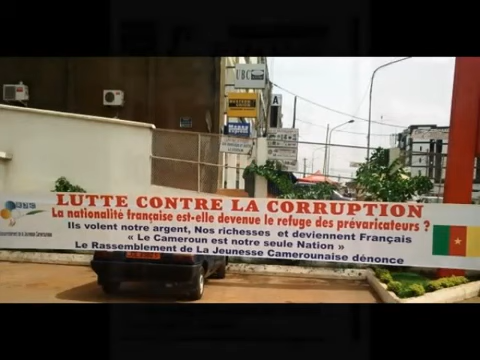 UBC
A
LUTTE CONTRE LA CORRUPTION
La nationalité française est-elle devenue le refuge des prévaricateurs ?
Ils volent notre argent, Nos richesses et deviennent Français
« Le Cameroun est notre seule Nation »
Le Rassemblement de La Jeunesse Camerounaise dénonce